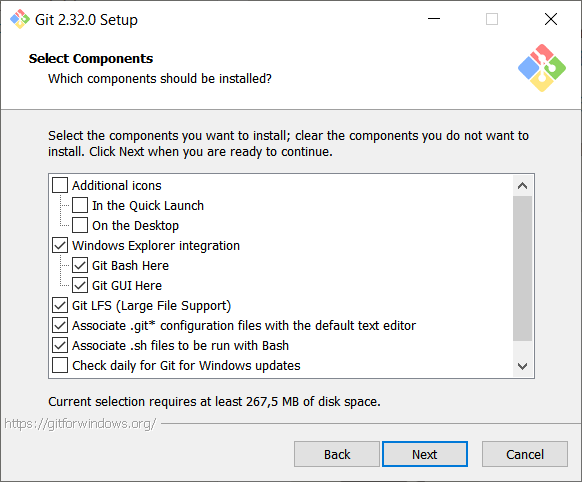 Git 2.32.0 Setup
Select Components
Which components should be installed?
Select the components you want to install; clear the components you do not want to
install. Click Next when you are ready to continue.
Additional icons
In the Quick Launch
On the Desktop
Windows Explorer integration
Git Bash Here
Git GUI Here
Git LFS (Large File Support)
Associate .git* configuration files with the default text editor
Associate .sh files to be run with Bash
Check daily for Git for Windows updates
Current selection requires at least 267,5 MB of disk space.
https://gitforwindows.org/
Back
Next
Cancel